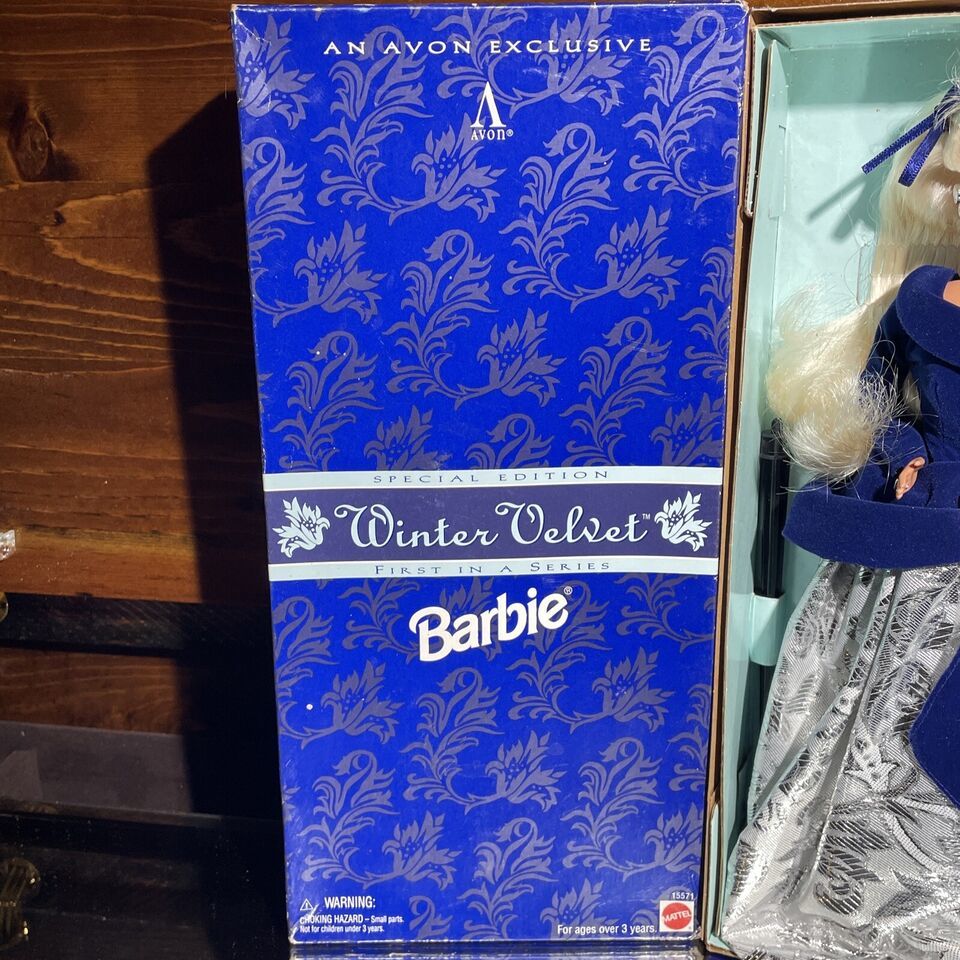 AN AVON EXCLUSIVE
AVON®
SPECIAL EDITION
Winter Velvet™
FIRST IN A SERIES
Barbie®
WARNING:
CHOKING HAZARD – Small parts.
Not for children under 3 years.
15571
For ages over 3 years.
MATTEL